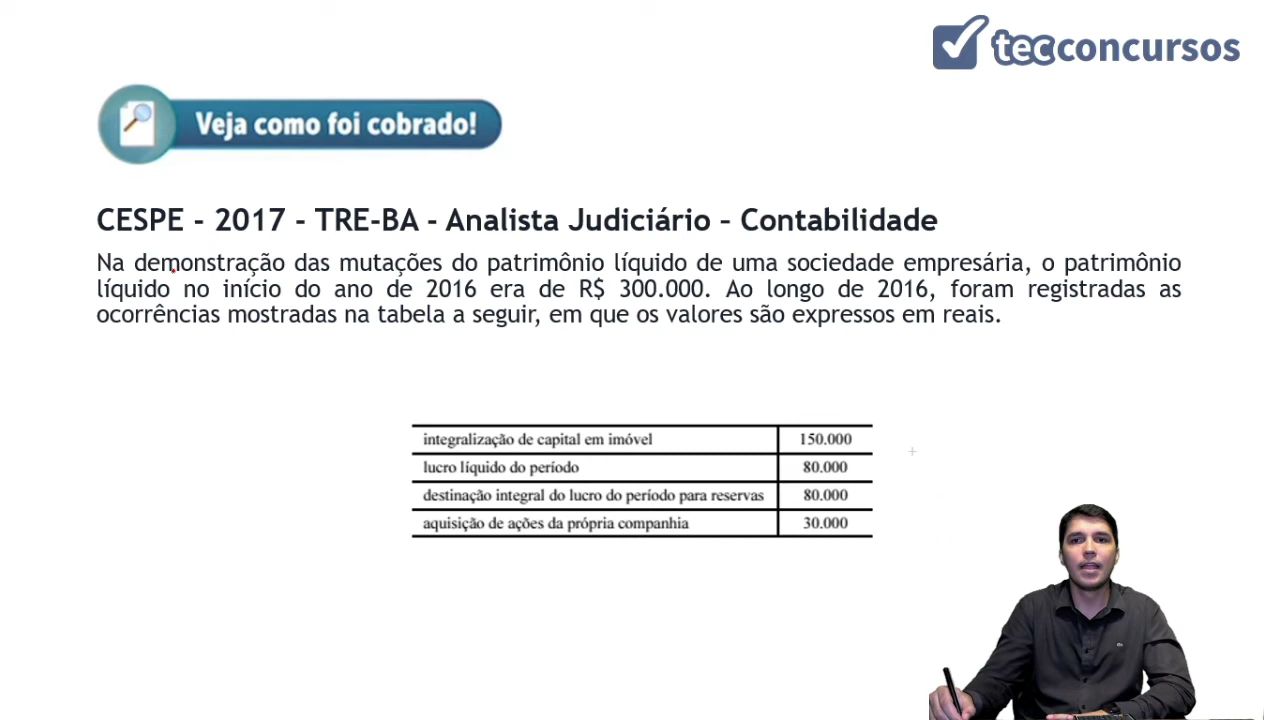 tecconcursos
Veja como foi cobrado!
CESPE - 2017 - TRE-BA - Analista Judiciário – Contabilidade
Na demonstração das mutações do patrimônio líquido de uma sociedade empresária, o patrimônio
líquido no início do ano de 2016 era de R$ 300.000. Ao longo de 2016, foram registradas as
ocorrências mostradas na tabela a seguir, em que os valores são expressos em reais.
integralização de capital em imóvel 150.000
lucro líquido do período 80.000
destinação integral do lucro do período para reservas 80.000
aquisição de ações da própria companhia 30.000